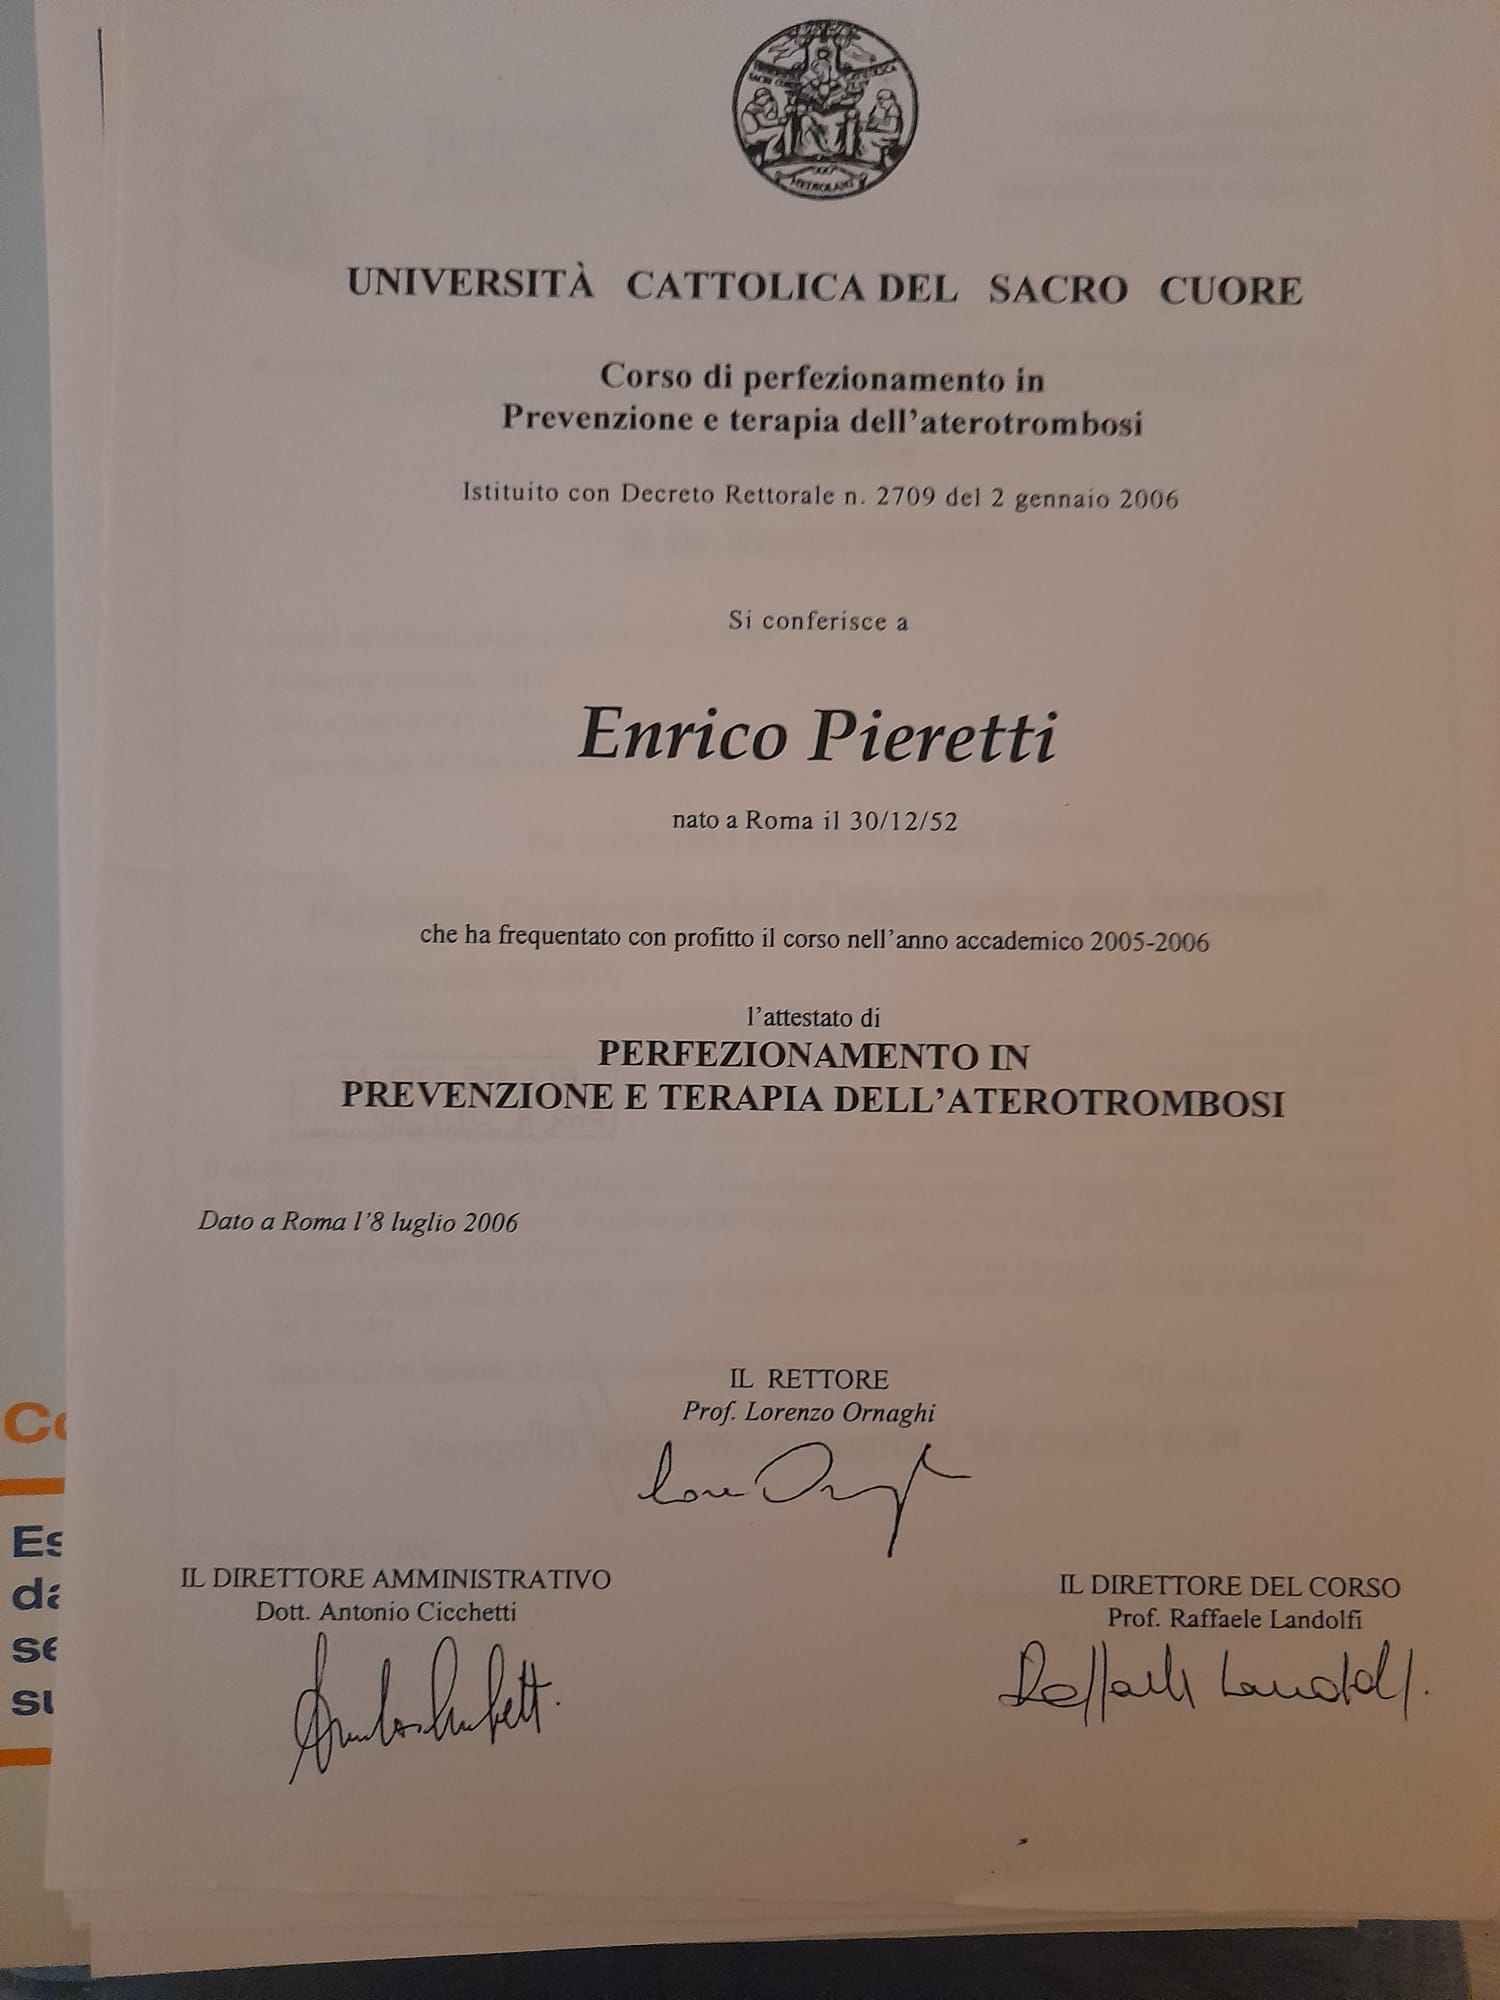 UNIVERSITÀ CATTOLICA DEL SACRO CUORE
Corso di perfezionamento in
Prevenzione e terapia dell'aterotrombosi
Istituito con Decreto Rettorale n. 2709 del 2 gennaio 2006
Si conferisce a
Enrico Pieretti
nato a Roma il 30/12/52
che ha frequentato con profitto il corso nell'anno accademico 2005-2006
l'attestato di
PERFEZIONAMENTO IN
PREVENZIONE E TERAPIA DELL'ATEROTROMBOSI
Dato a Roma l'8 luglio 2006
IL RETTORE
Prof. Lorenzo Ornaghi
IL DIRETTORE AMMINISTRATIVO
Dott. Antonio Cicchetti
IL DIRETTORE DEL CORSO
Prof. Raffaele Landolfi
Raffaele Landolfi